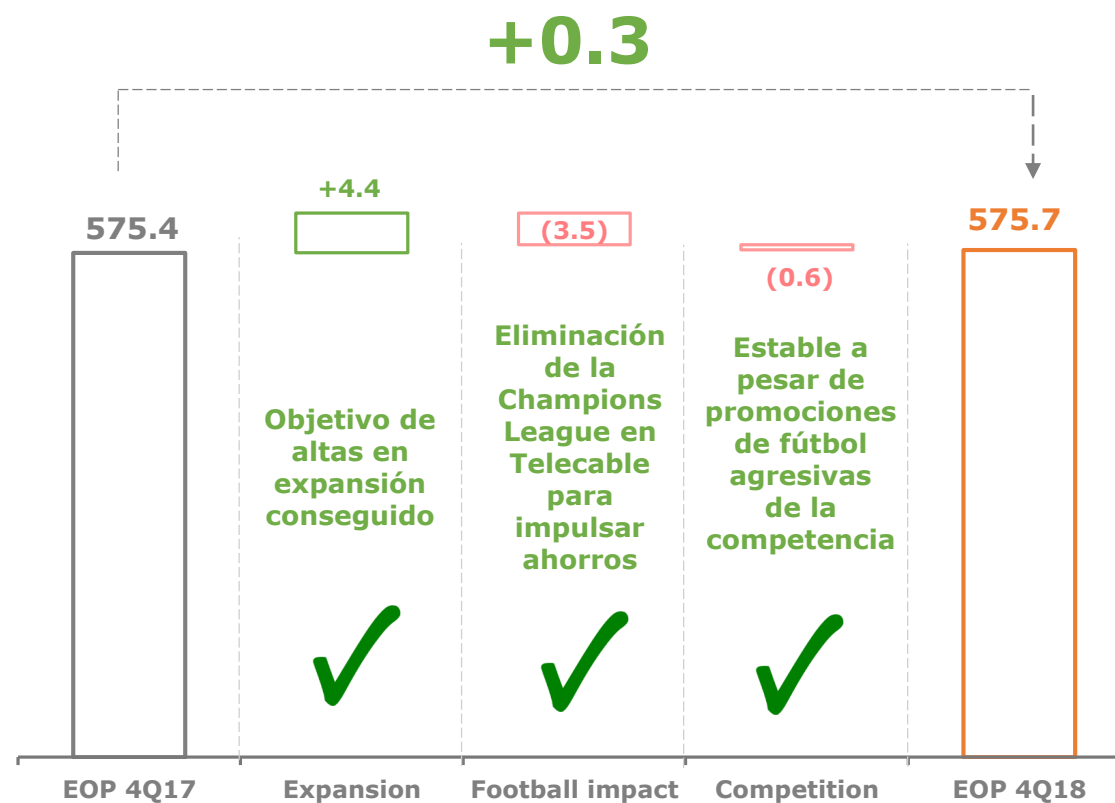 +0.3
575.4
+4.4
(3.5)
(0.6)
575.7
Objetivo de
altas en
expansión
conseguido
Eliminación
de la
Champions
League en
Telecable
para
impulsar
ahorros
Estable a
pesar de
promociones
de fútbol
agresivas
de la
competencia
EOP 4Q17
Expansion
Football impact
Competition
EOP 4Q18